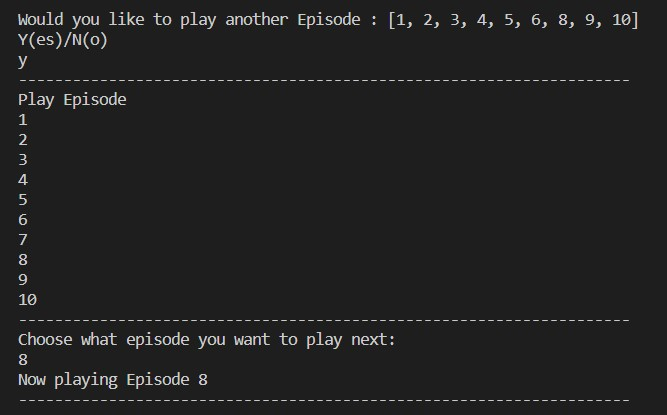 Would you like to play another Episode : [1, 2, 3, 4, 5, 6, 8, 9, 10]
Y(es)/N(o)
y
--------------------------------------------------------------------
Play Episode
1
2
3
4
5
6
7
8
9
10
--------------------------------------------------------------------
Choose what episode you want to play next:
8
Now playing Episode 8
--------------------------------------------------------------------